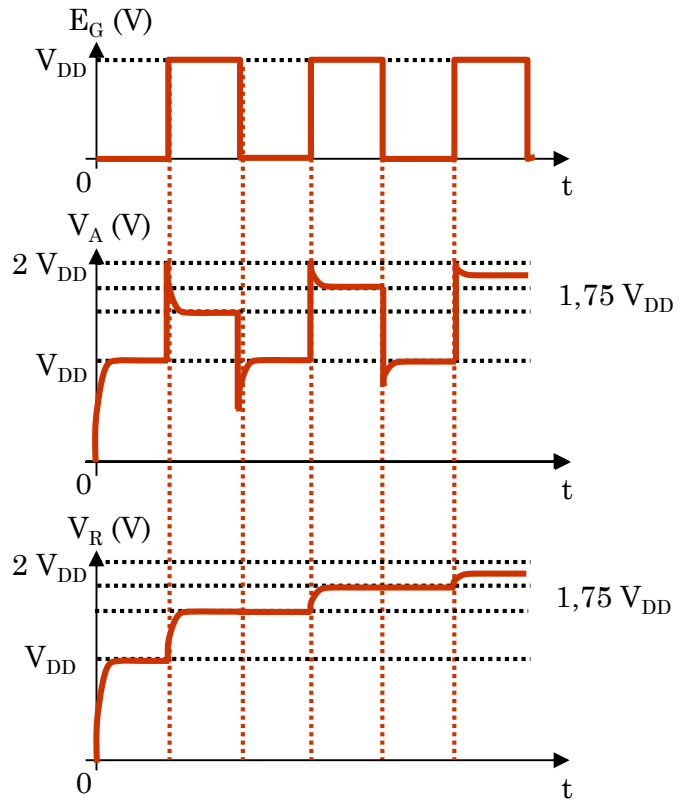 E_G (V)
V_DD
0
t
V_A (V)
2 V_DD
1,75 V_DD
V_DD
0
t
V_R (V)
2 V_DD
1,75 V_DD
V_DD
0
t